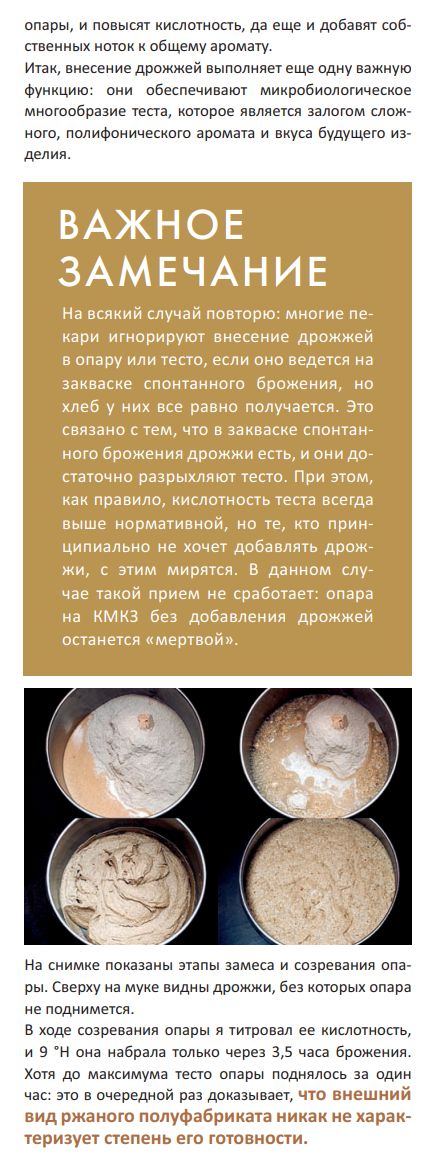 опары, и повысят кислотность, да еще и добавят соб-
ственных ноток к общему аромату.
Итак, внесение дрожжей выполняет еще одну важную
функцию: они обеспечивают микробиологическое
многообразие теста, которое является залогом слож-
ного, полифонического аромата и вкуса будущего из-
делия.
ВАЖНОЕ
ЗАМЕЧАНИЕ
На всякий случай повторю: многие пе-
кари игнорируют внесение дрожжей
в опару или тесто, если оно ведется на
закваске спонтанного брожения, но
хлеб у них все равно получается. Это
связано с тем, что в закваске спонтан-
ного брожения дрожжи есть, и они до-
статочно разрыхляют тесто. При этом,
как правило, кислотность теста всегда
выше нормативной, но те, кто прин-
ципиально не хочет добавлять дрож-
жи, с этим мирятся. В данном слу-
чае такой прием не сработает: опара
на КМКЗ без добавления дрожжей
останется «мертвой».
На снимке показаны этапы замеса и созревания опа-
ры. Сверху на муке видны дрожжи, без которых опара
не поднимется.
В ходе созревания опары я титровал ее кислотность,
и 9 °Н она набрала только через 3,5 часа брожения.
Хотя до максимума тесто опары поднялось за один
час: это в очередной раз доказывает, что внешний
вид ржаного полуфабриката никак не харак-
теризует степень его готовности.